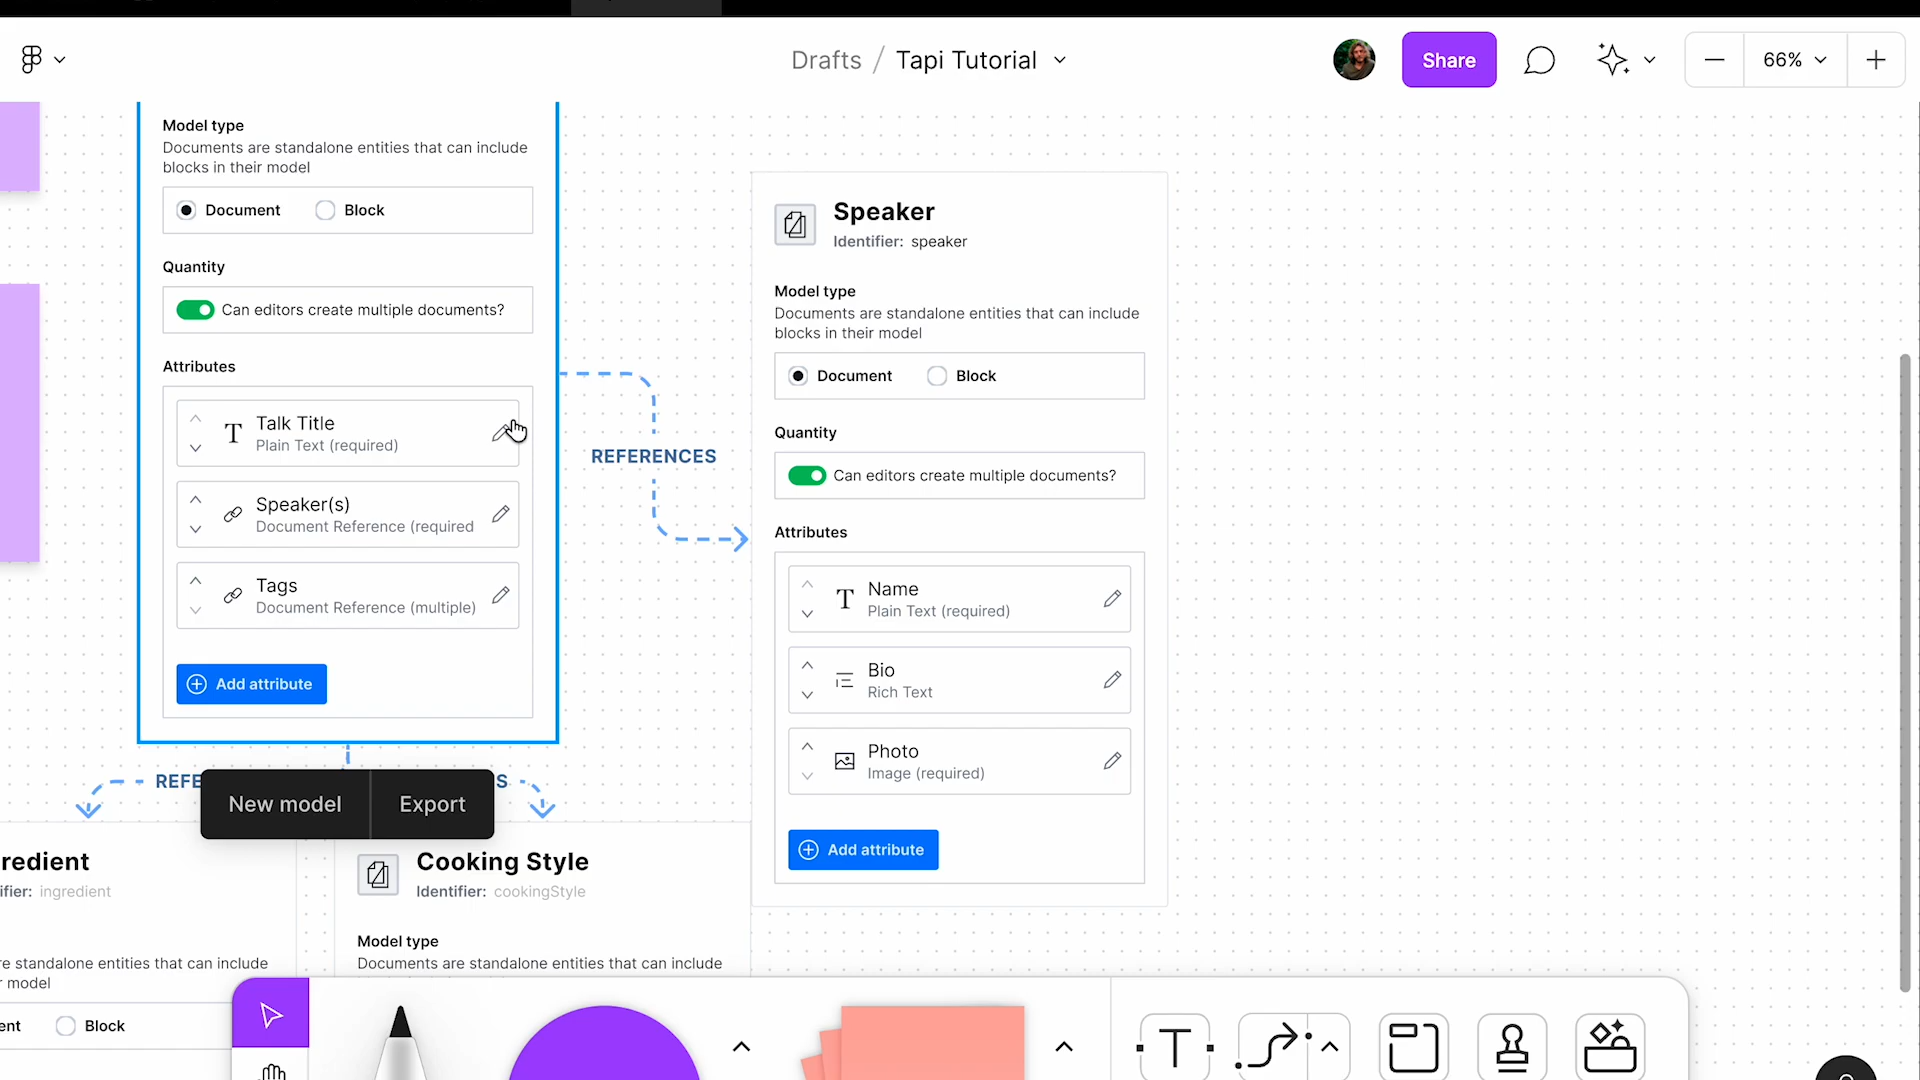 Drafts / Tapi Tutorial
Share
66%
Model type
Documents are standalone entities that can include
blocks in their model
Document
Block
Quantity
Can editors create multiple documents?
Attributes
Talk Title
Plain Text (required)
Speaker(s)
Document Reference (required
Tags
Document Reference (multiple)
Add attribute
REFERENCES
Speaker
Identifier: speaker
Model type
Documents are standalone entities that can include
blocks in their model
Document
Block
Quantity
Can editors create multiple documents?
Attributes
Name
Plain Text (required)
Bio
Rich Text
Photo
Image (required)
Add attribute
REFE
S
New model
Export
redient
ifier: ingredient
re standalone entities that can include
r model
ent
Block
Cooking Style
Identifier: cookingStyle
Model type
Documents are standalone entities that can include
T